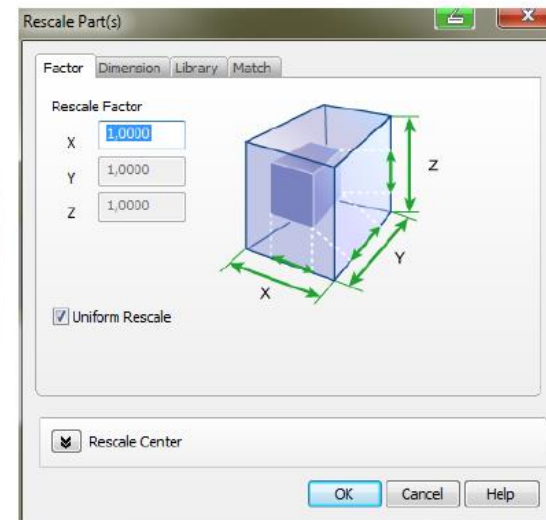 Rescale Part(s)
Factor Dimension Library Match
Rescale Factor
X 1,0000
Y 1,0000
Z 1,0000
Z
Y
X
Uniform Rescale
Rescale Center
OK Cancel Help